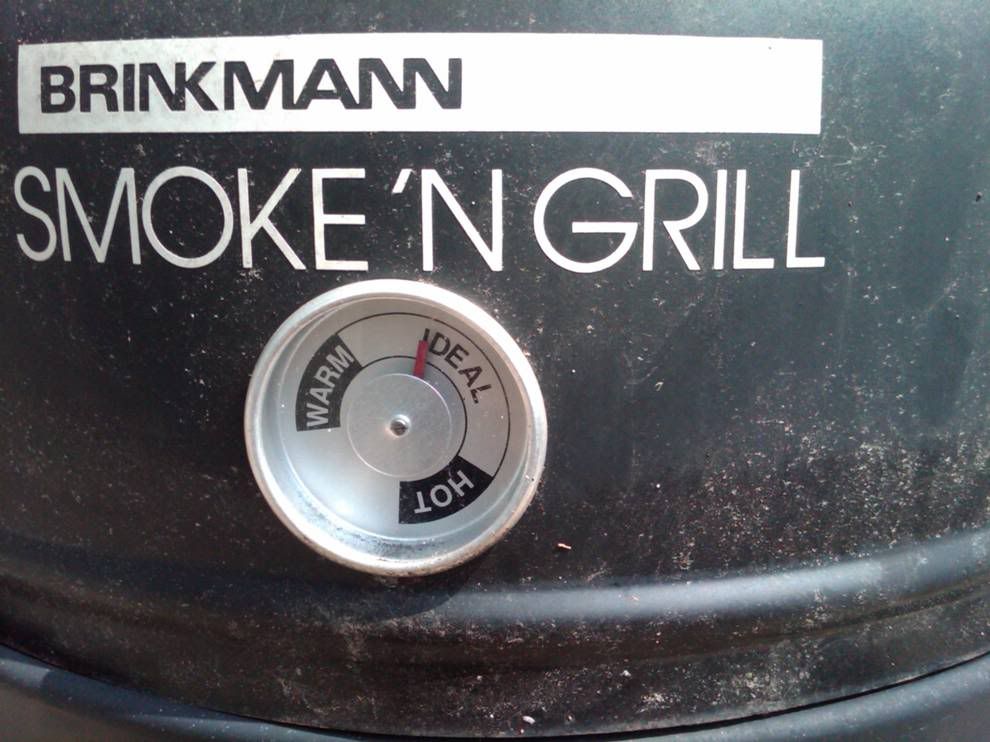 BRINKMANN
SMOKE 'N GRILL
WARM
IDEAL
HOT